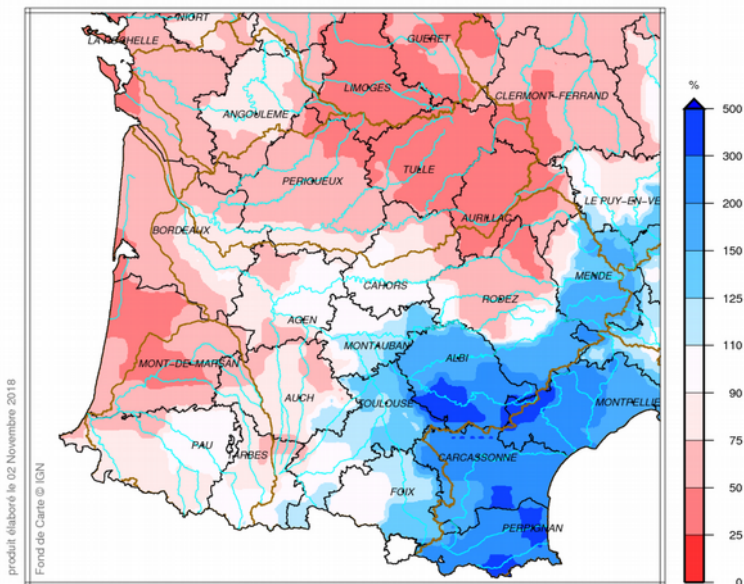 NIORT
LA ROCHELLE
GUERET
LIMOGES
CLERMONT-FERRAND
ANGOULEME
PERIGUEUX
TULLE
LE PUY-EN-VE
AURILLAC
BORDEAUX
MENDE
CAHORS
RODEZ
AGEN
MONTAUBAN
ALBI
MONT-DE-MARSAN
AUCH
TOULOUSE
MONTPELLIE
PAU
TARBES
CARCASSONNE
FOIX
PERPIGNAN
%
500
300
200
150
125
110
90
75
50
25
0
produit élaboré le 02 Novembre 2018
Fond de Carte © IGN